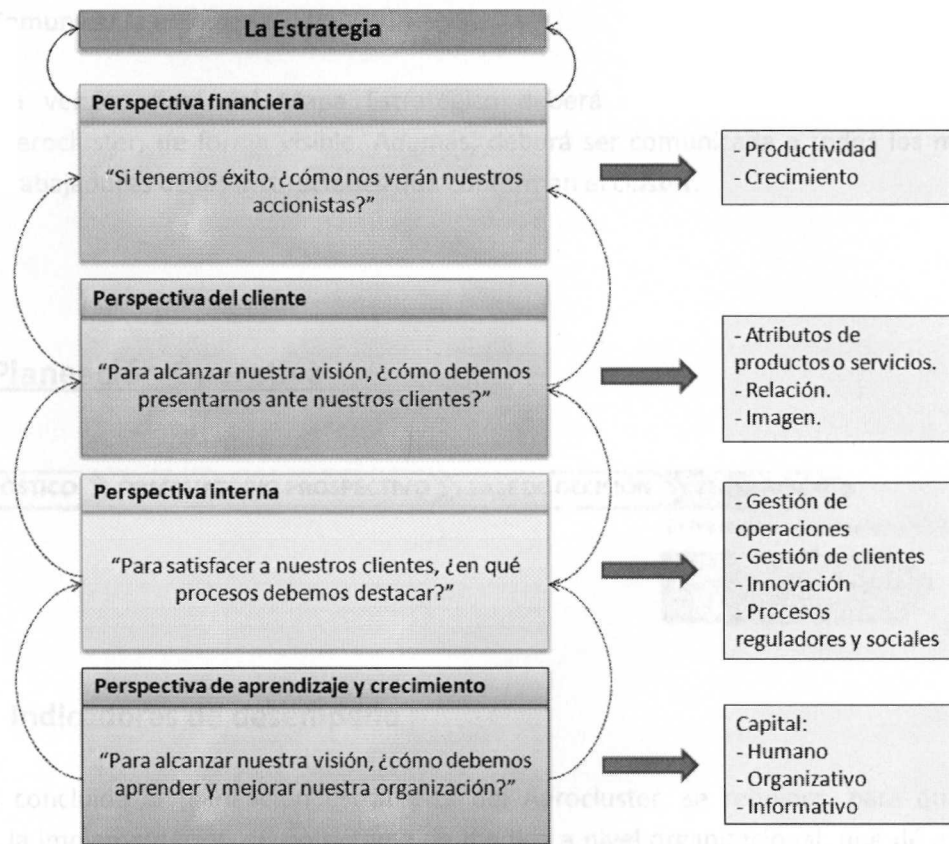 La Estrategia
Perspectiva financiera
“Si tenemos éxito, ¿cómo nos verán nuestros
accionistas?”
- Productividad
- Crecimiento
Perspectiva del cliente
“Para alcanzar nuestra visión, ¿cómo debemos
presentarnos ante nuestros clientes?”
- Atributos de
productos o servicios.
- Relación.
- Imagen.
Perspectiva interna
“Para satisfacer a nuestros clientes, ¿en qué
procesos debemos destacar?”
- Gestión de
operaciones
- Gestión de clientes
- Innovación
- Procesos
reguladores y sociales
Perspectiva de aprendizaje y crecimiento
“Para alcanzar nuestra visión, ¿cómo debemos
aprender y mejorar nuestra organización?”
Capital:
- Humano
- Organizativo
- Informativo